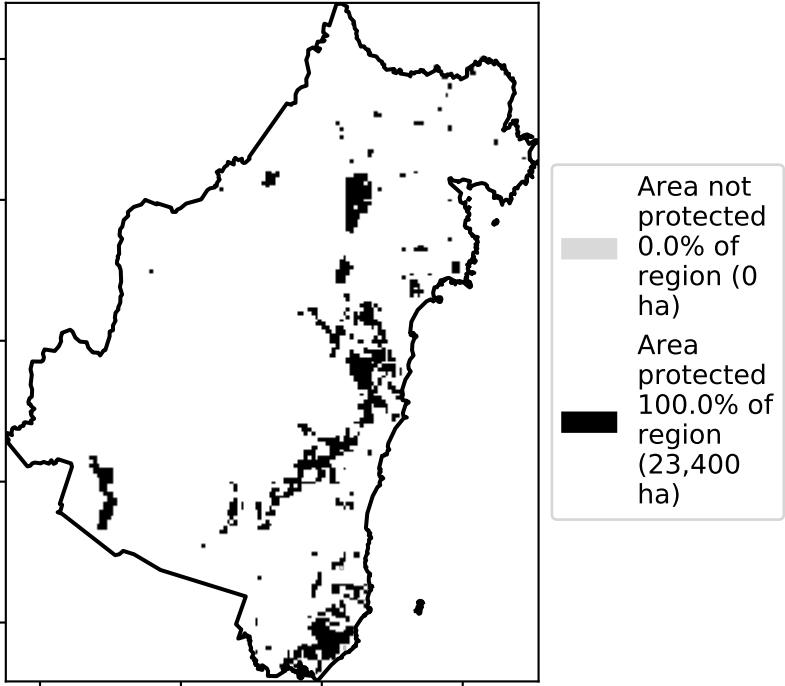 Area not
protected
0.0% of
region (0
ha)
Area
protected
100.0% of
region
(23,400
ha)